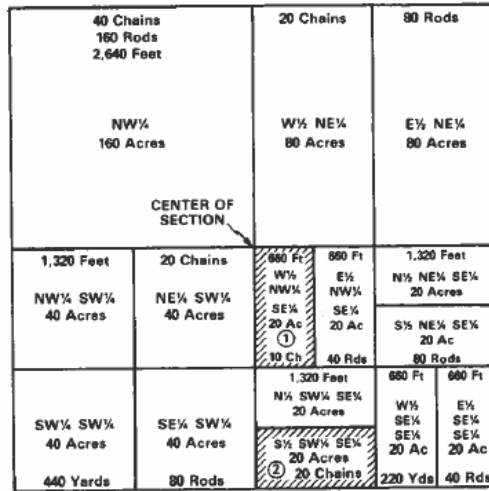 40 Chains
160 Rods
2,640 Feet
NW¼
160 Acres
20 Chains
W½ NE¼
80 Acres
80 Rods
E½ NE¼
80 Acres
CENTER OF
SECTION
1,320 Feet
NW¼ SW¼
40 Acres
20 Chains
NE¼ SW¼
40 Acres
660 Ft
W½
NW¼
SE¼
20 Ac
①
10 Ch
660 Ft
E½
NW¼
SE¼
20 Ac
40 Rds
1,320 Feet
N½ NE¼ SE¼
20 Acres
S½ NE¼ SE¼
20 Ac
80 Rods
SW¼ SW¼
40 Acres
440 Yards
SE¼ SW¼
40 Acres
80 Rods
1,320 Feet
N½ SW¼ SE¼
20 Acres
S½ SW¼ SE¼
20 Acres
② 20 Chains
660 Ft
W½
SE¼
SE¼
20 Ac
220 Yds
660 Ft
E½
SE¼
SE¼
20 Ac
40 Rds